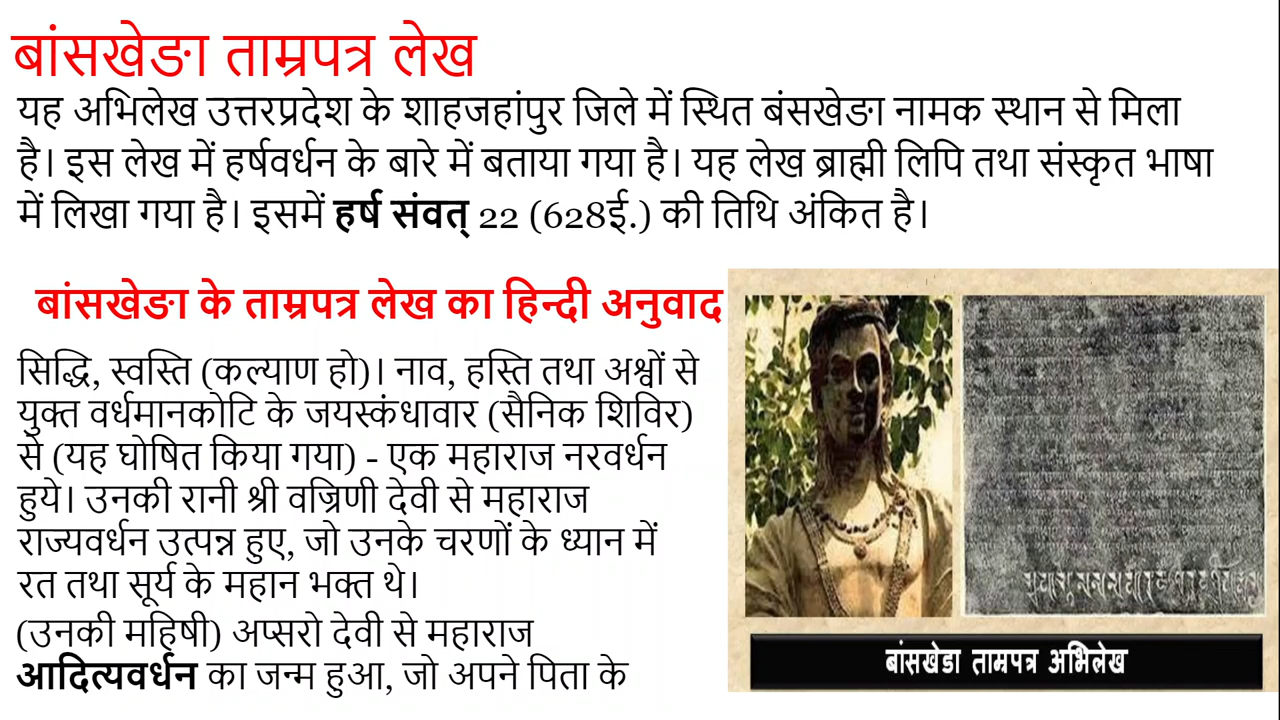 बांसखेङा ताम्रपत्र लेख
यह अभिलेख उत्तरप्रदेश के शाहजहांपुर जिले में स्थित बंसखेङा नामक स्थान से मिला
है। इस लेख में हर्षवर्धन के बारे में बताया गया है। यह लेख ब्राह्मी लिपि तथा संस्कृत भाषा
में लिखा गया है। इसमें हर्ष संवत् 22 (628ई.) की तिथि अंकित है।
बांसखेङा के ताम्रपत्र लेख का हिन्दी अनुवाद
सिद्धि, स्वस्ति (कल्याण हो)। नाव, हस्ति तथा अश्वों से
युक्त वर्धमानकोटि के जयस्कंधावार (सैनिक शिविर)
से (यह घोषित किया गया) - एक महाराज नरवर्धन
हुये। उनकी रानी श्री वज्रिणी देवी से महाराज
राज्यवर्धन उत्पन्न हुए, जो उनके चरणों के ध्यान में
रत तथा सूर्य के महान भक्त थे।
(उनकी महिषी) अप्सरो देवी से महाराज
आदित्यवर्धन का जन्म हुआ, जो अपने पिता के
बांसखेडा ताम्रपत्र अभिलेख